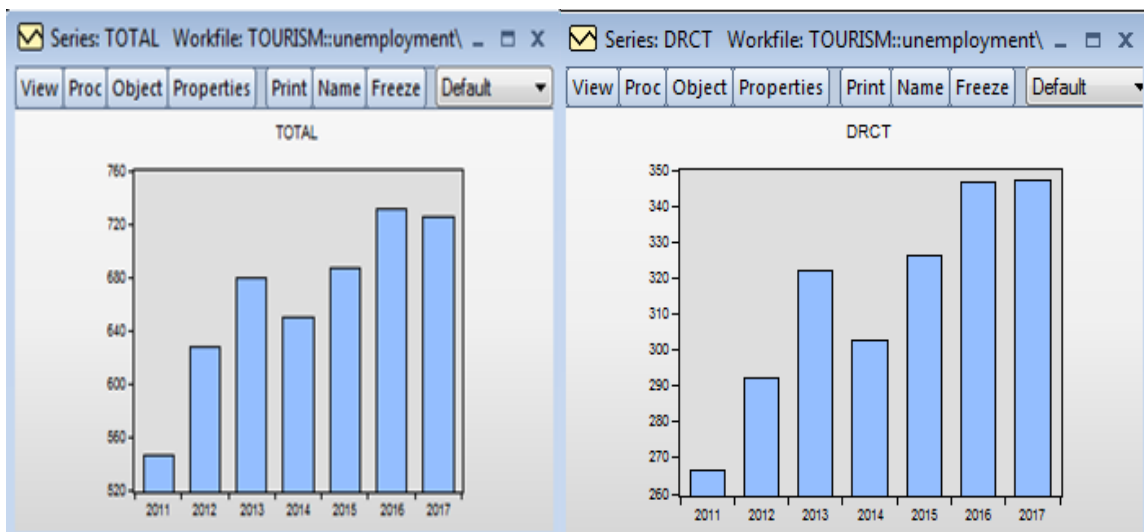 Series: TOTAL Workfile: TOURISM::unemployment\
View Proc Object Properties Print Name Freeze Default
TOTAL
760
720
680
640
600
560
520
2011 2012 2013 2014 2015 2016 2017
Series: DRCT Workfile: TOURISM::unemployment\
View Proc Object Properties Print Name Freeze Default
DRCT
350
340
330
320
310
300
290
280
270
260
2011 2012 2013 2014 2015 2016 2017